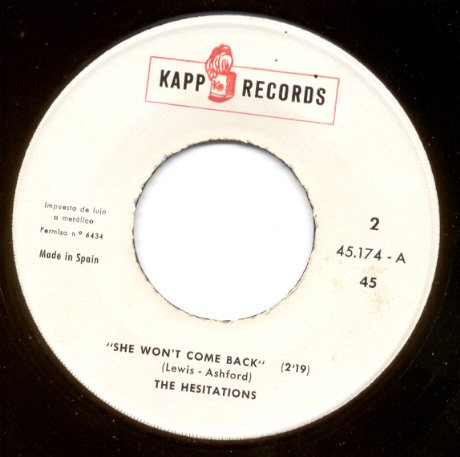 KAPP RECORDS
Impuesto de lujo
a metálico
Permiso nº 6434
Made in Spain
2
45.174 - A
45
"SHE WON'T COME BACK" (2'19)
(Lewis - Ashford)
THE HESITATIONS